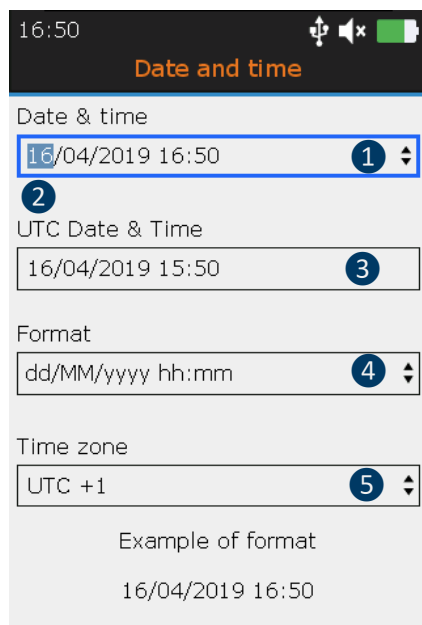 16:50
Date and time
Date & time
16/04/2019 16:50 1
2
UTC Date & Time
16/04/2019 15:50 3
Format
dd/MM/yyyy hh:mm 4
Time zone
UTC +1 5
Example of format
16/04/2019 16:50